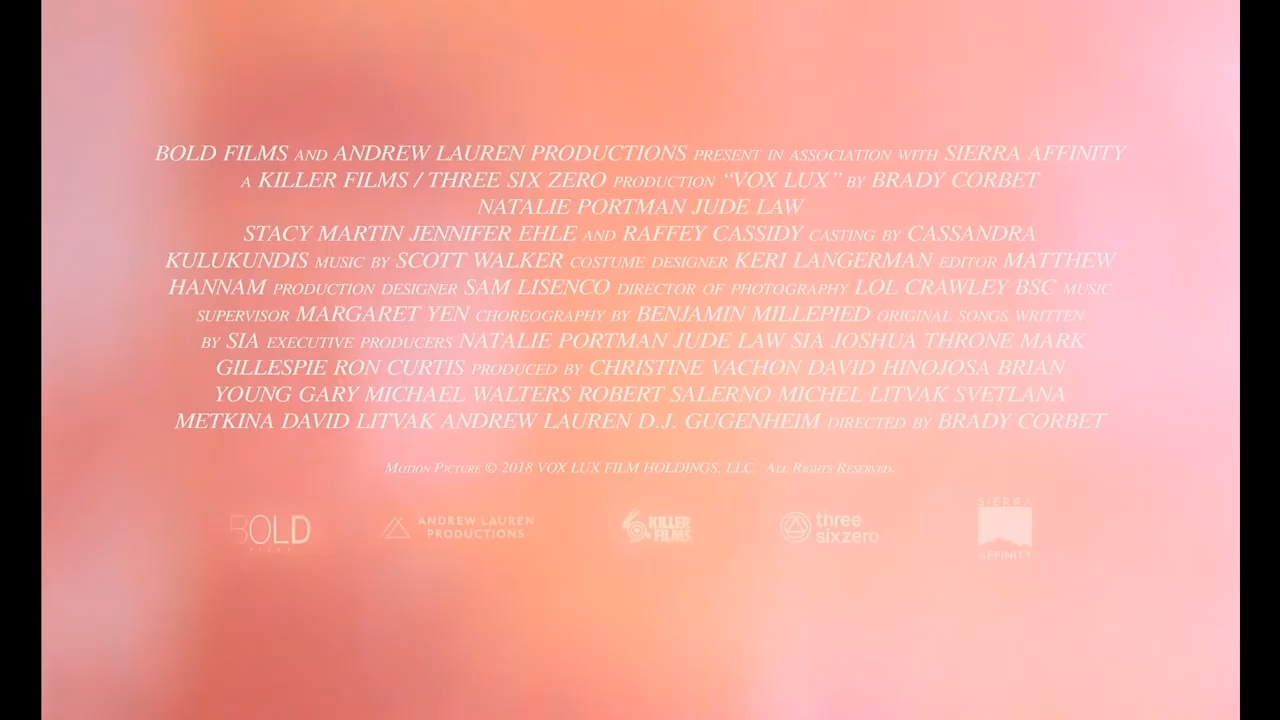 BOLD FILMS AND ANDREW LAUREN PRODUCTIONS PRESENT IN ASSOCIATION WITH SIERRA AFFINITY
A KILLER FILMS / THREE SIX ZERO PRODUCTION “VOX LUX” BY BRADY CORBET
NATALIE PORTMAN JUDE LAW
STACY MARTIN JENNIFER EHLE AND RAFFEY CASSIDY CASTING BY CASSANDRA
KULUKUNDIS MUSIC BY SCOTT WALKER COSTUME DESIGNER KERI LANGERMAN EDITOR MATTHEW
HANNAM PRODUCTION DESIGNER SAM LISENCO DIRECTOR OF PHOTOGRAPHY LOL CRAWLEY BSC MUSIC
SUPERVISOR MARGARET YEN CHOREOGRAPHY BY BENJAMIN MILLEPIED ORIGINAL SONGS WRITTEN
BY SIA EXECUTIVE PRODUCERS NATALIE PORTMAN JUDE LAW SIA JOSHUA THRONE MARK
GILLESPIE RON CURTIS PRODUCED BY CHRISTINE VACHON DAVID HINOJOSA BRIAN
YOUNG GARY MICHAEL WALTERS ROBERT SALERNO MICHEL LITVAK SVETLANA
METKINA DAVID LITVAK ANDREW LAUREN D.J. GUGENHEIM DIRECTED BY BRADY CORBET
Motion Picture © 2018 VOX LUX FILM HOLDINGS, LLC. All Rights Reserved.
BOLD
FILMS
ANDREW LAUREN
PRODUCTIONS
KILLER
FILMS
three
six zero
SIERRA
AFFINITY